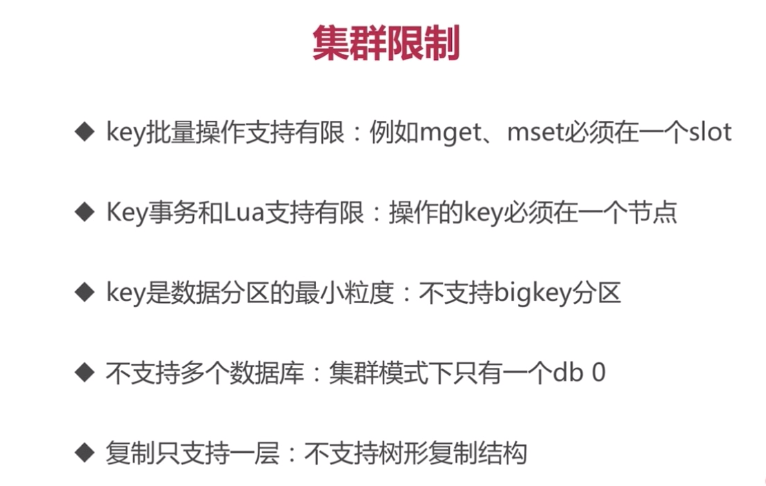 集群限制
◆ key批量操作支持有限：例如mget、mset必须在一个slot
◆ Key事务和Lua支持有限：操作的key必须在一个节点
◆ key是数据分区的最小粒度：不支持bigkey分区
◆ 不支持多个数据库：集群模式下只有一个db 0
◆ 复制只支持一层：不支持树形复制结构